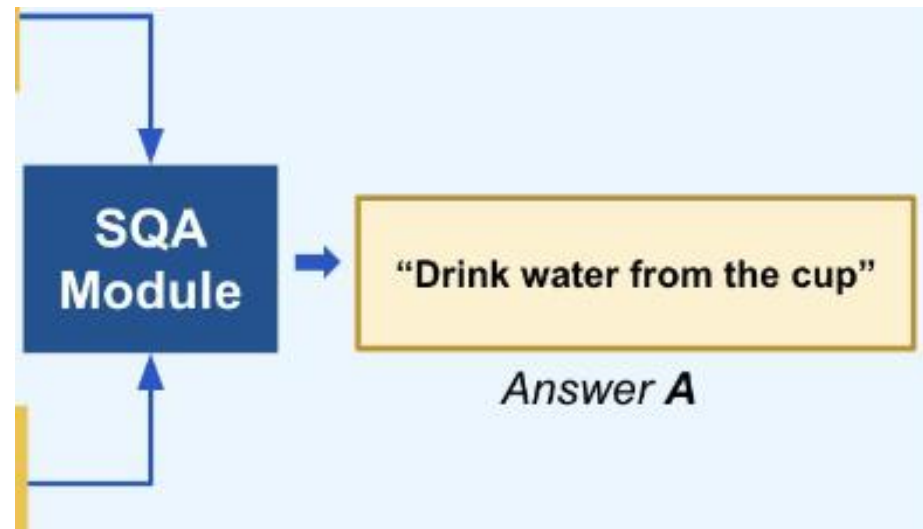 SQA
Module
“Drink water from the cup”
Answer A